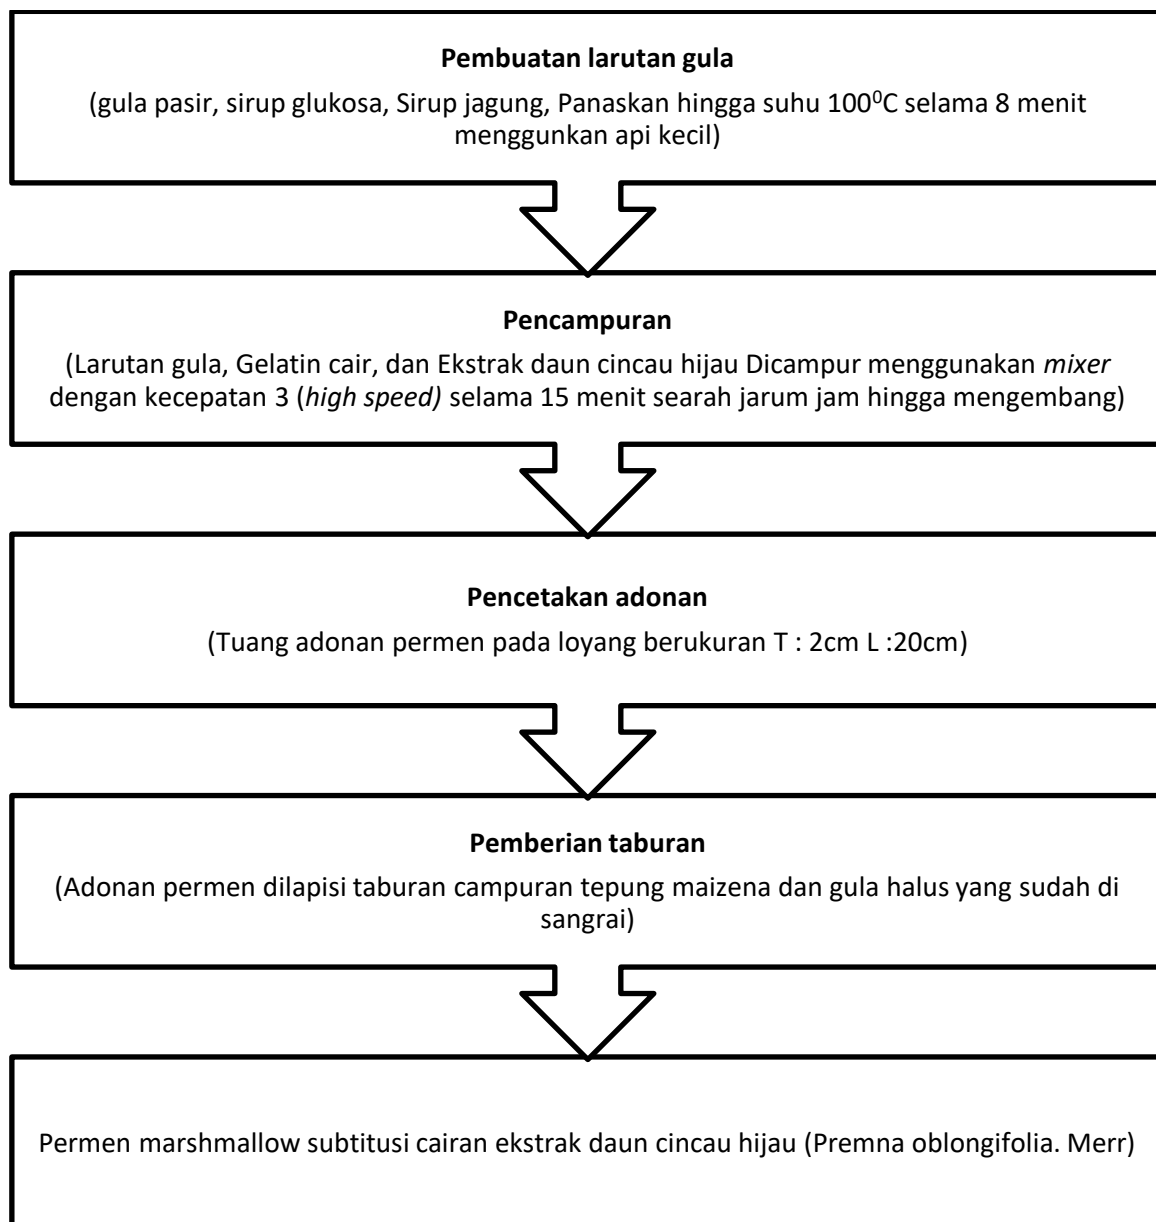 Pembuatan larutan gula
(gula pasir, sirup glukosa, Sirup jagung, Panaskan hingga suhu 100⁰C selama 8 menit
menggunkan api kecil)
Pencampuran
(Larutan gula, Gelatin cair, dan Ekstrak daun cincau hijau Dicampur menggunakan mixer
dengan kecepatan 3 (high speed) selama 15 menit searah jarum jam hingga mengembang)
Pencetakan adonan
(Tuang adonan permen pada loyang berukuran T : 2cm L :20cm)
Pemberian taburan
(Adonan permen dilapisi taburan campuran tepung maizena dan gula halus yang sudah di
sangrai)
Permen marshmallow subtitusi cairan ekstrak daun cincau hijau (Premna oblongifolia. Merr)